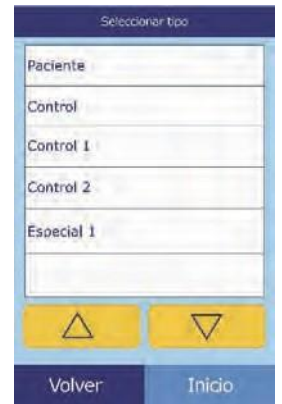 Seleccionar tipo
Paciente
Control
Control 1
Control 2
Especial 1
Volver Inicio